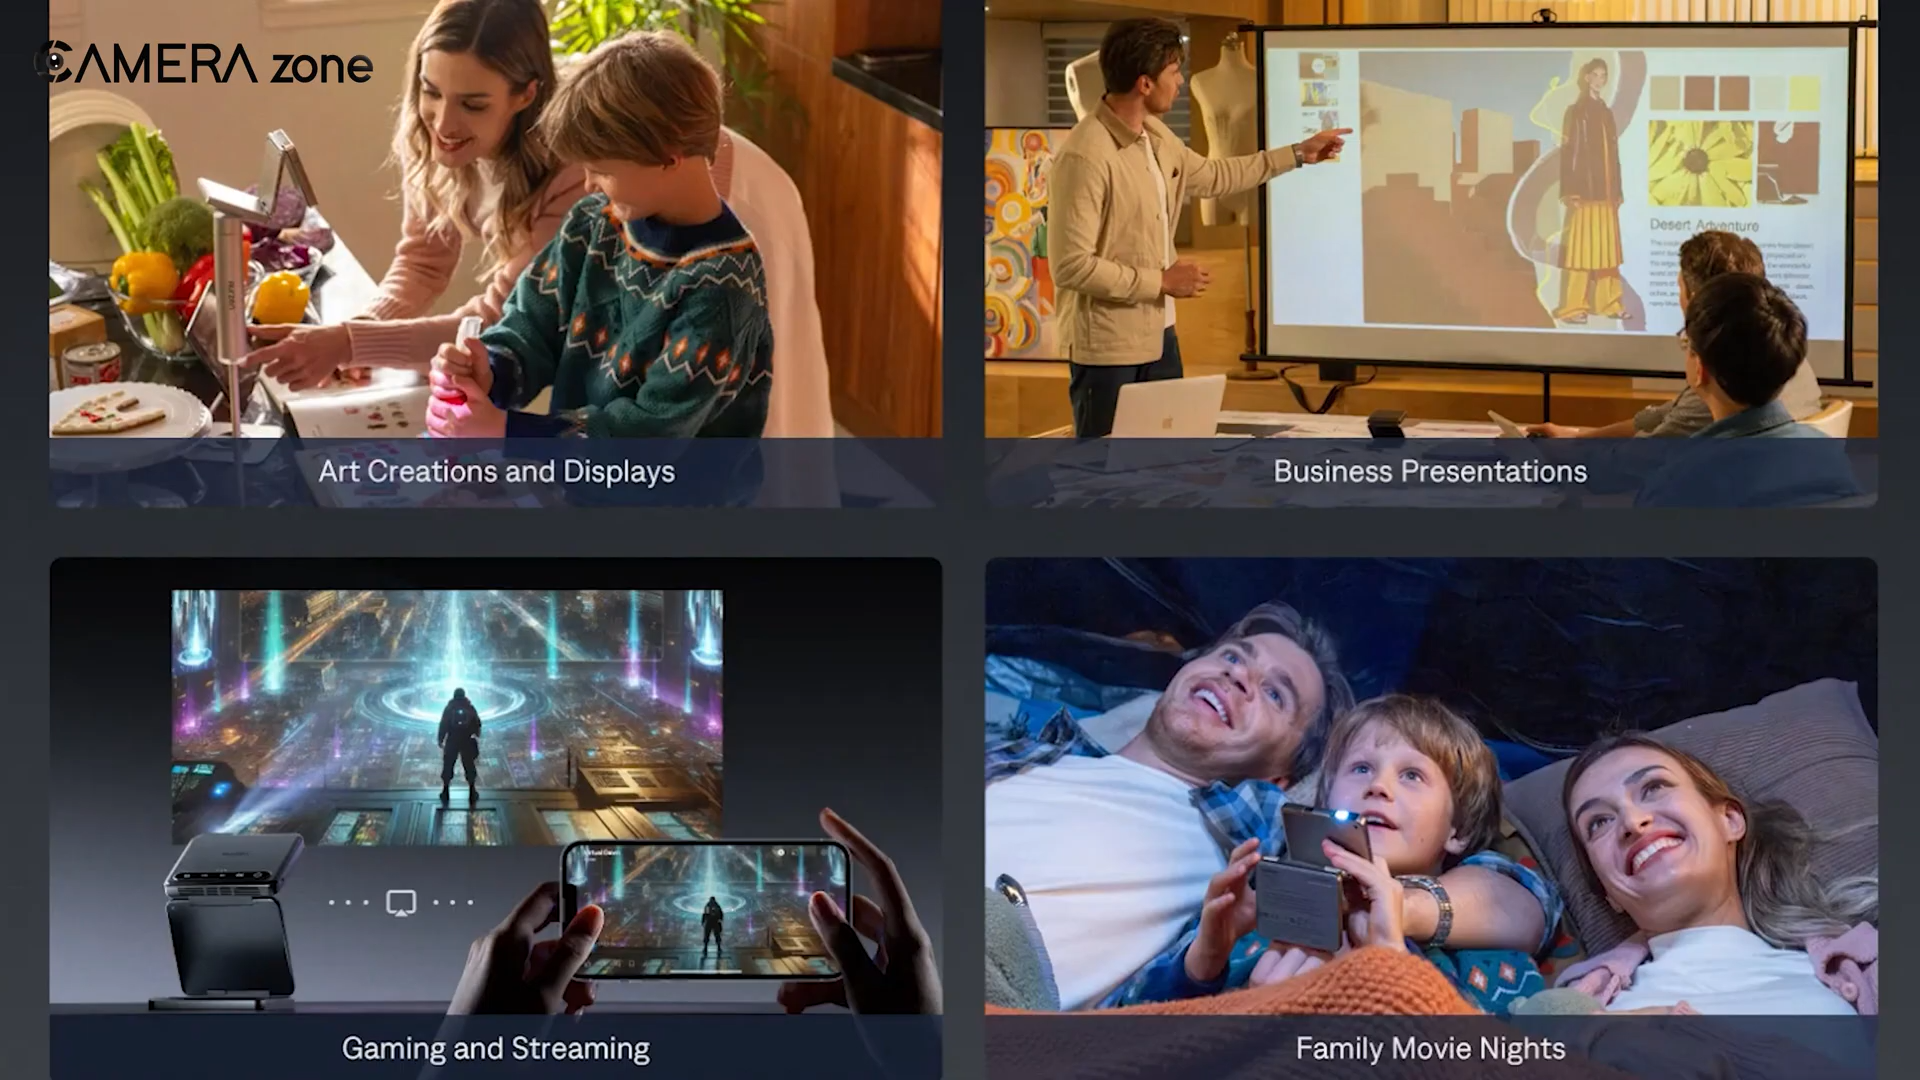 CAMERA zone
Desert Adventure
Art Creations and Displays
Business Presentations
Gaming and Streaming
Family Movie Nights